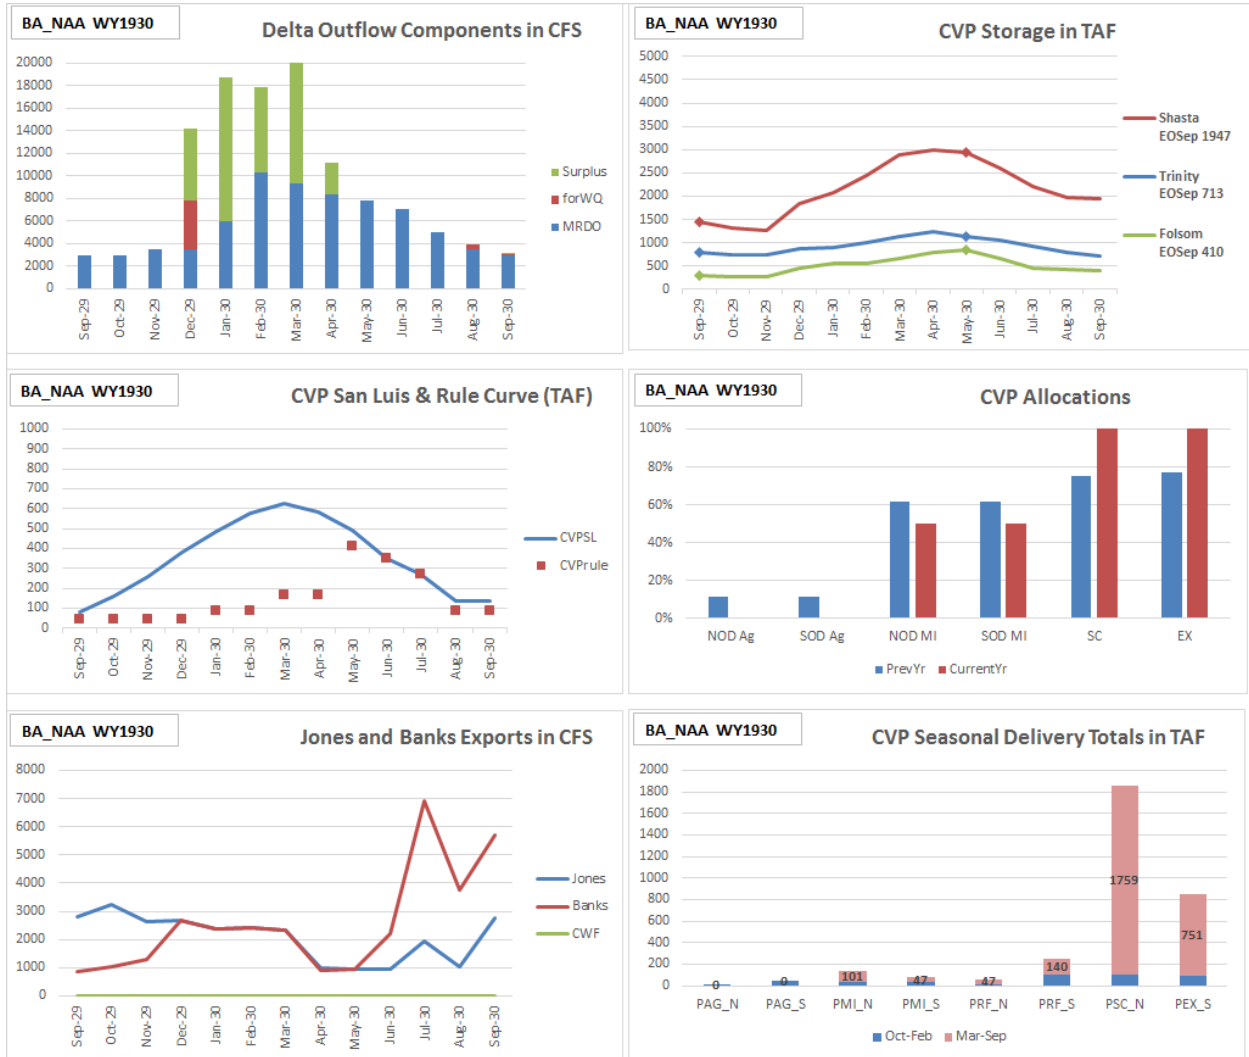 BA_NAA WY1930
Delta Outflow Components in CFS
20000
18000
16000
14000
12000
10000
8000
6000
4000
2000
0
Sep-29
Oct-29
Nov-29
Dec-29
Jan-30
Feb-30
Mar-30
Apr-30
May-30
Jun-30
Jul-30
Aug-30
Sep-30
Surplus
forWQ
MRDO
BA_NAA WY1930
CVP Storage in TAF
5000
4500
4000
3500
3000
2500
2000
1500
1000
500
0
Sep-29
Oct-29
Nov-29
Dec-29
Jan-30
Feb-30
Mar-30
Apr-30
May-30
Jun-30
Jul-30
Aug-30
Sep-30
Shasta
EOSep 1947
Trinity
EOSep 713
Folsom
EOSep 410
BA_NAA WY1930
CVP San Luis & Rule Curve (TAF)
1000
900
800
700
600
500
400
300
200
100
0
Sep-29
Oct-29
Nov-29
Dec-29
Jan-30
Feb-30
Mar-30
Apr-30
May-30
Jun-30
Jul-30
Aug-30
Sep-30
CVPSL
CVPrule
BA_NAA WY1930
CVP Allocations
100%
80%
60%
40%
20%
0%
NOD Ag
SOD Ag
NOD MI
SOD MI
SC
EX
PrevYr
CurrentYr
BA_NAA WY1930
Jones and Banks Exports in CFS
8000
7000
6000
5000
4000
3000
2000
1000
0
Sep-29
Oct-29
Nov-29
Dec-29
Jan-30
Feb-30
Mar-30
Apr-30
May-30
Jun-30
Jul-30
Aug-30
Sep-30
Jones
Banks
CWF
BA_NAA WY1930
CVP Seasonal Delivery Totals in TAF
2000
1800
1600
1400
1200
1000
800
600
400
200
0
0
0
101
47
47
140
1759
751
PAG_N
PAG_S
PMI_N
PMI_S
PRF_N
PRF_S
PSC_N
PEX_S
Oct-Feb
Mar-Sep